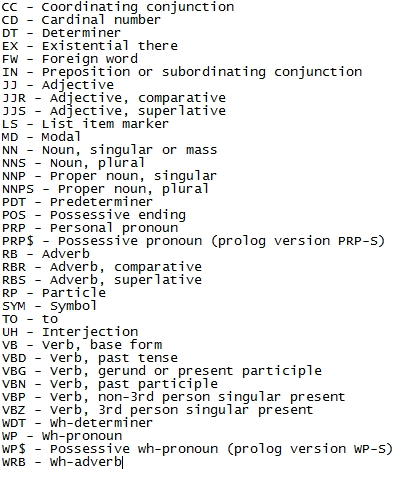 CC - Coordinating conjunction
CD - Cardinal number
DT - Determiner
EX - Existential there
FW - Foreign word
IN - Preposition or subordinating conjunction
JJ - Adjective
JJR - Adjective, comparative
JJS - Adjective, superlative
LS - List item marker
MD - Modal
NN - Noun, singular or mass
NNS - Noun, plural
NNP - Proper noun, singular
NNPS - Proper noun, plural
PDT - Predeterminer
POS - Possessive ending
PRP - Personal pronoun
PRP$ - Possessive pronoun (prolog version PRP-S)
RB - Adverb
RBR - Adverb, comparative
RBS - Adverb, superlative
RP - Particle
SYM - Symbol
TO - to
UH - Interjection
VB - Verb, base form
VBD - Verb, past tense
VBG - Verb, gerund or present participle
VBN - Verb, past participle
VBP - Verb, non-3rd person singular present
VBZ - Verb, 3rd person singular present
WDT - Wh-determiner
WP - Wh-pronoun
WP$ - Possessive wh-pronoun (prolog version WP-S)
WRB - Wh-adverb